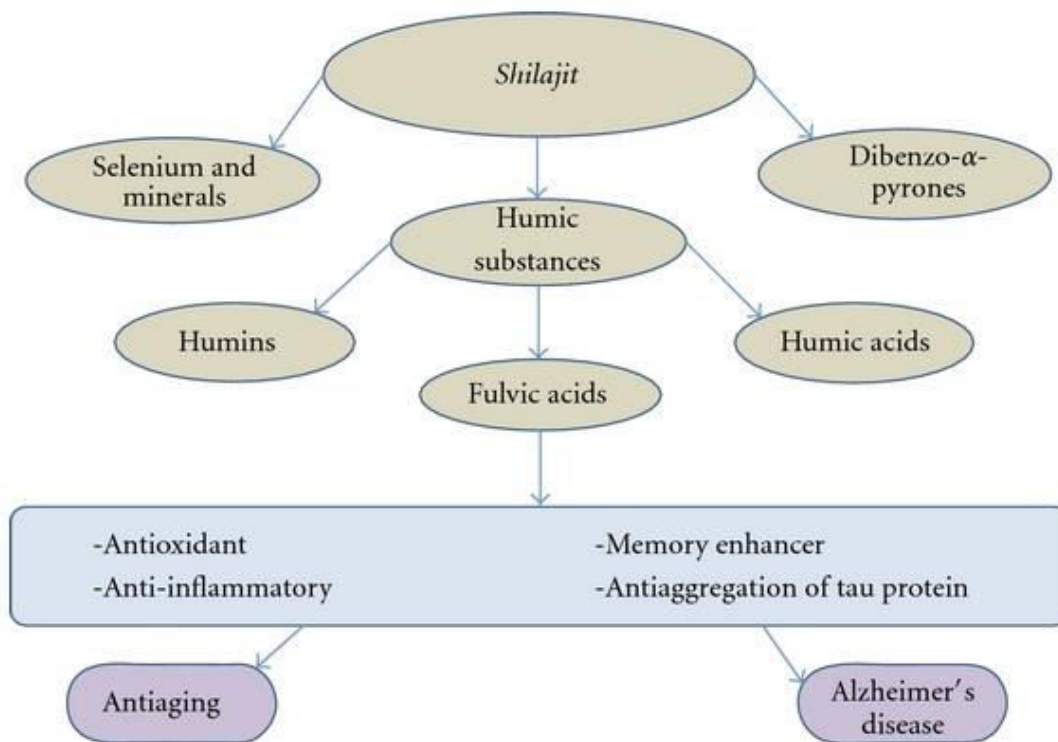 Shilajit
Selenium and
minerals
Dibenzo-α-
pyrones
Humic
substances
Humins
Humic acids
Fulvic acids
-Antioxidant
-Anti-inflammatory
-Memory enhancer
-Antiaggregation of tau protein
Antiaging
Alzheimer's
disease